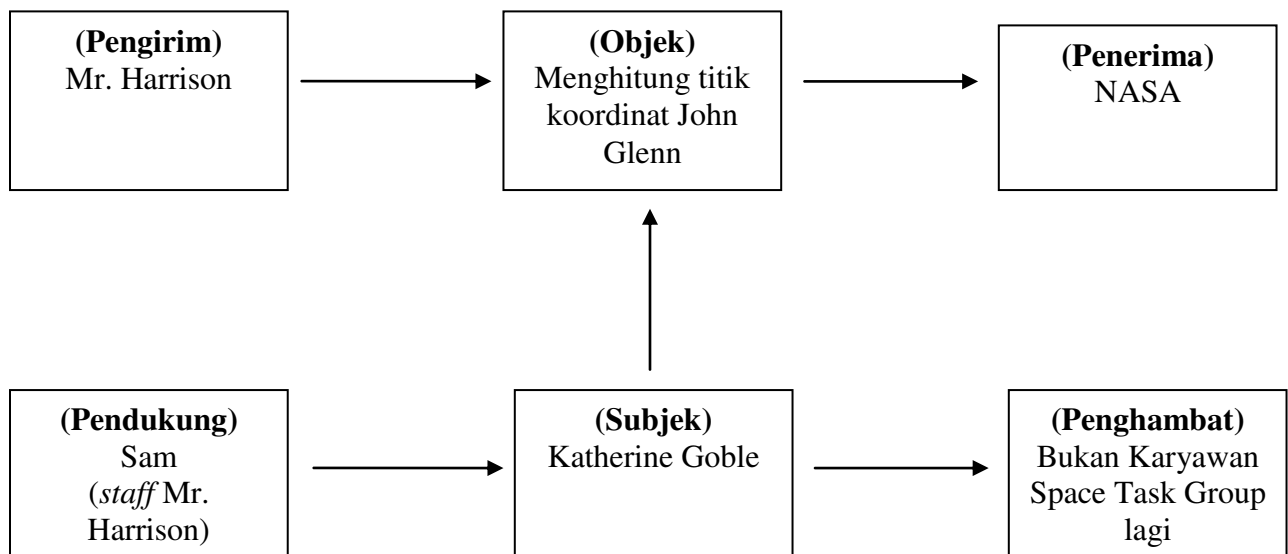 (Pengirim)
Mr. Harrison
(Objek)
Menghitung titik
koordinat John
Glenn
(Penerima)
NASA
(Pendukung)
Sam
(staff Mr.
Harrison)
(Subjek)
Katherine Goble
(Penghambat)
Bukan Karyawan
Space Task Group
lagi